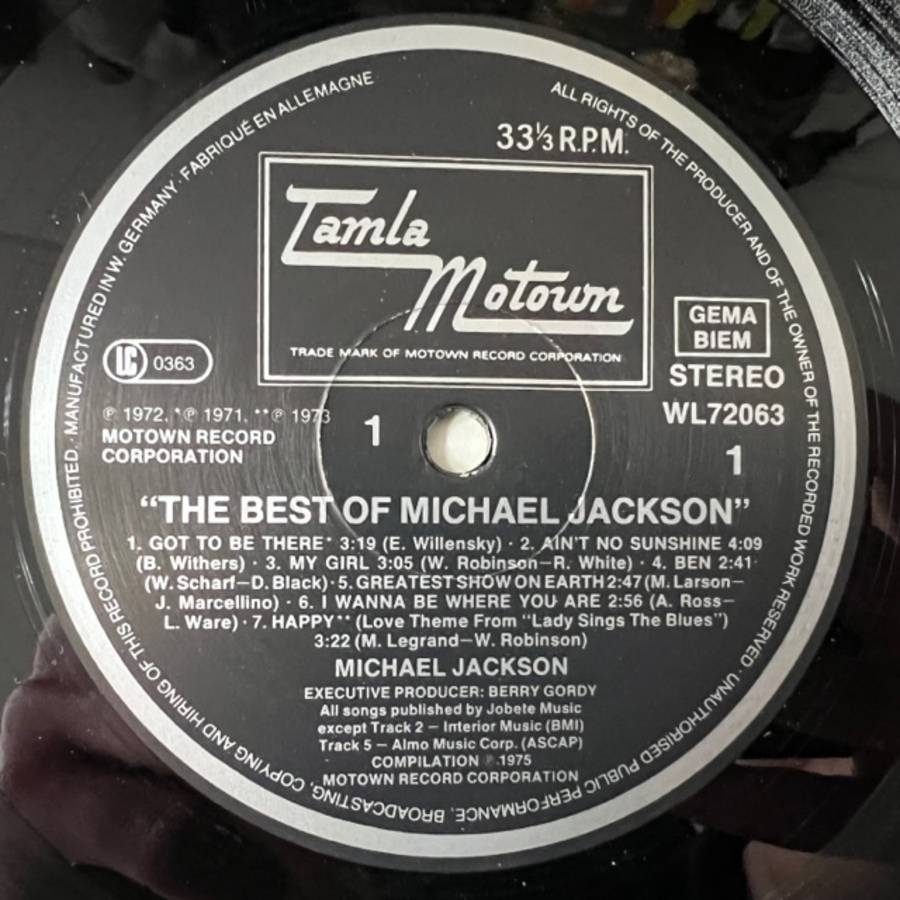 · MANUFACTURED IN W. GERMANY · FABRIQUÉ EN ALLEMAGNE
ALL RIGHTS OF THE PRODUCER AND OF THE OWNER OF THE RECORDED WORK RESERVED · UNAUTHORISED PUBLIC PERFORMANCE, BROADCASTING, COPYING AND HIRING OF THIS RECORD PROHIBITED.
33⅓ R.P.M.
Tamla
Motown
TRADE MARK OF MOTOWN RECORD CORPORATION
GEMA
BIEM
LC 0363
STEREO
WL72063
1
℗ 1972, *℗ 1971, **℗ 1973
MOTOWN RECORD
CORPORATION
1
“THE BEST OF MICHAEL JACKSON”
1. GOT TO BE THERE* 3:19 (E. Willensky) · 2. AIN'T NO SUNSHINE 4:09
(B. Withers) · 3. MY GIRL 3:05 (W. Robinson–R. White) · 4. BEN 2:41·
(W. Scharf–D. Black) · 5. GREATEST SHOW ON EARTH 2:47 (M. Larson–
J. Marcellino) · 6. I WANNA BE WHERE YOU ARE 2:56 (A. Ross–
L. Ware) · 7. HAPPY** (Love Theme From “Lady Sings The Blues”)
3:22 (M. Legrand–W. Robinson)
MICHAEL JACKSON
EXECUTIVE PRODUCER: BERRY GORDY
All songs published by Jobete Music
except Track 2 – Interior Music (BMI)
Track 5 – Almo Music Corp. (ASCAP)
COMPILATION ℗ 1975
MOTOWN RECORD CORPORATION